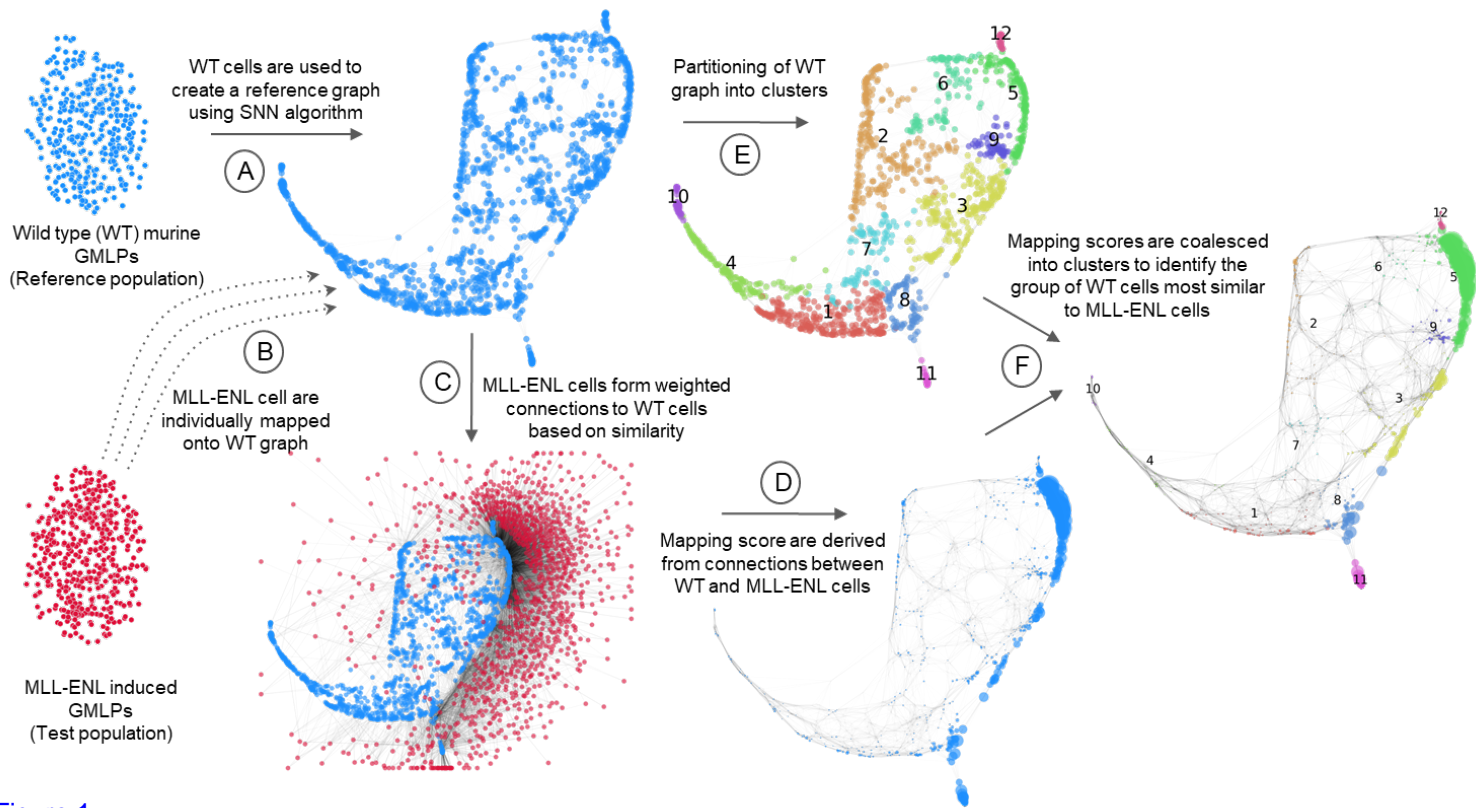 WT cells are used to
create a reference graph
using SNN algorithm
A
Wild type (WT) murine
GMLPs
(Reference population)
B
MLL-ENL cell are
individually mapped
onto WT graph
MLL-ENL induced
GMLPs
(Test population)
C
MLL-ENL cells form weighted
connections to WT cells
based on similarity
Partitioning of WT
graph into clusters
E
12
6
5
2
9
10
3
7
4
8
1
11
D
Mapping score are derived
from connections between
WT and MLL-ENL cells
Mapping scores are coalesced
into clusters to identify the
group of WT cells most similar
to MLL-ENL cells
F
12
6
5
2
9
10
3
7
4
8
1
11